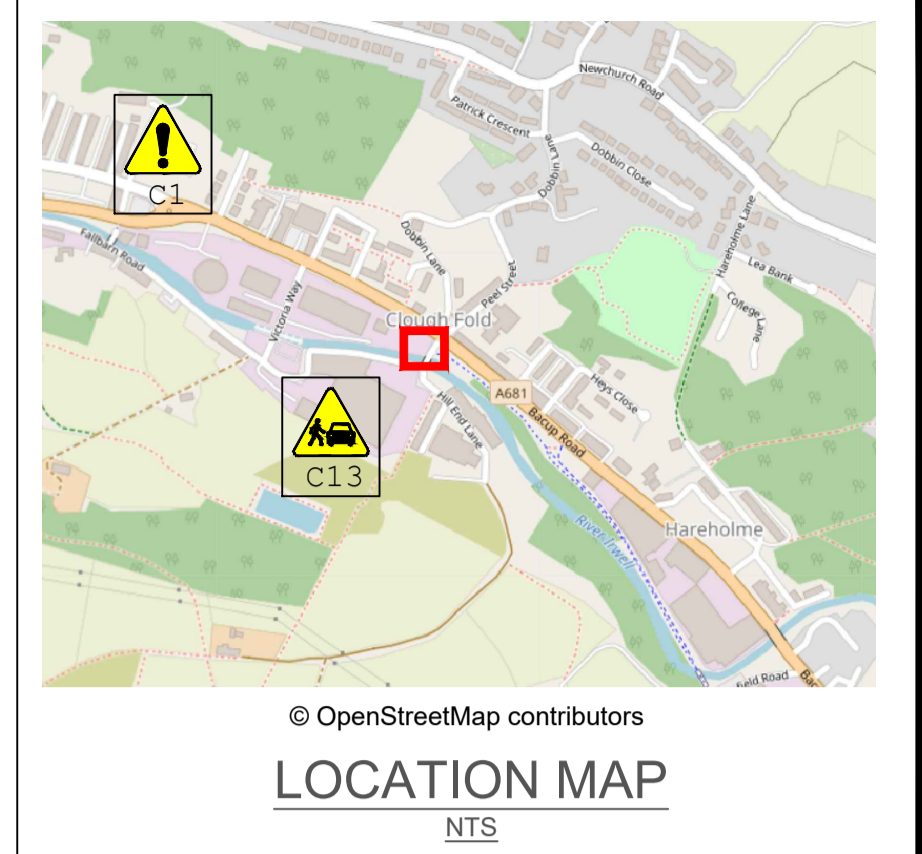 Newchurch Road
Patrick Crescent
Dobbin Lane
Dobbin Close
C1
Hareholme Lane
Dobbin Lane
Fallbarn Road
Lea Bank
Peel Street
Victoria Way
College Lane
Clough Fold
A681
Heys Close
Hill End Lane
Bacup Road
C13
River Irwell
Hareholme
field Road
Bac
© OpenStreetMap contributors
LOCATION MAP
NTS